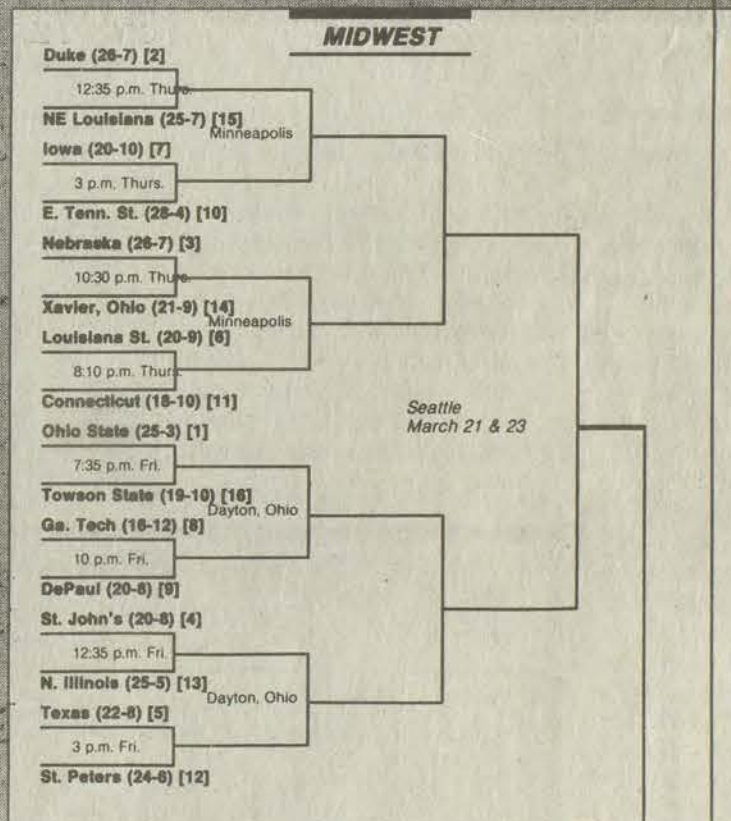 MIDWEST
Duke (26-7) [2]
12:35 p.m. Thurs.
NE Louisiana (25-7) [15]
Minneapolis
Iowa (20-10) [7]
3 p.m. Thurs.
E. Tenn. St. (28-4) [10]
Nebraska (26-7) [3]
10:30 p.m. Thurs.
Xavier, Ohio (21-9) [14]
Minneapolis
Louisiana St. (20-9) [6]
8:10 p.m. Thurs.
Connecticut (18-10) [11]
Seattle
March 21 & 23
Ohio State (25-3) [1]
7:35 p.m. Fri.
Towson State (19-10) [16]
Dayton, Ohio
Ga. Tech (16-12) [8]
10 p.m. Fri.
DePaul (20-8) [9]
St. John's (20-8) [4]
12:35 p.m. Fri.
N. Illinois (25-5) [13]
Dayton, Ohio
Texas (22-8) [5]
3 p.m. Fri.
St. Peters (24-6) [12]